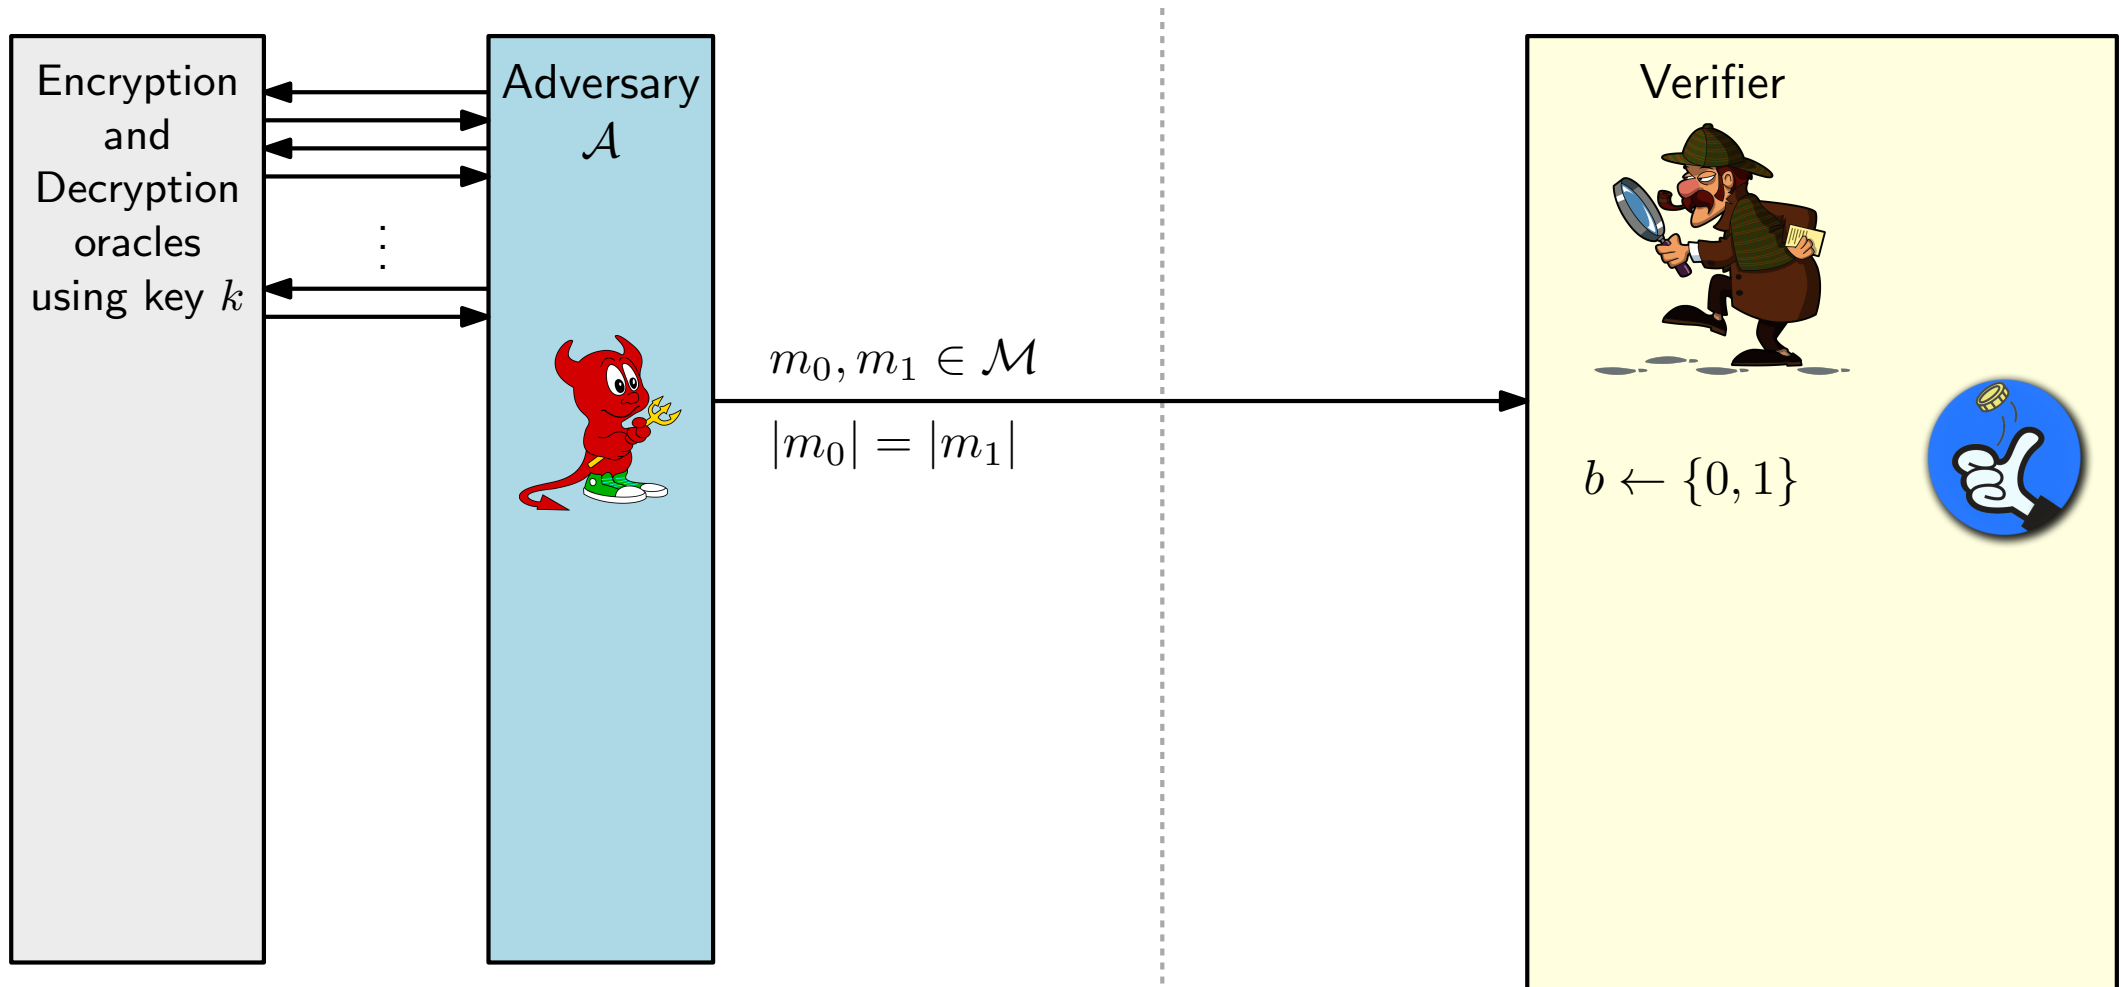 Encryption
and
Decryption
oracles
using key k
⋮
Adversary
𝒜
m₀, m₁ ∈ ℳ
|m₀| = |m₁|
Verifier
b ← {0, 1}